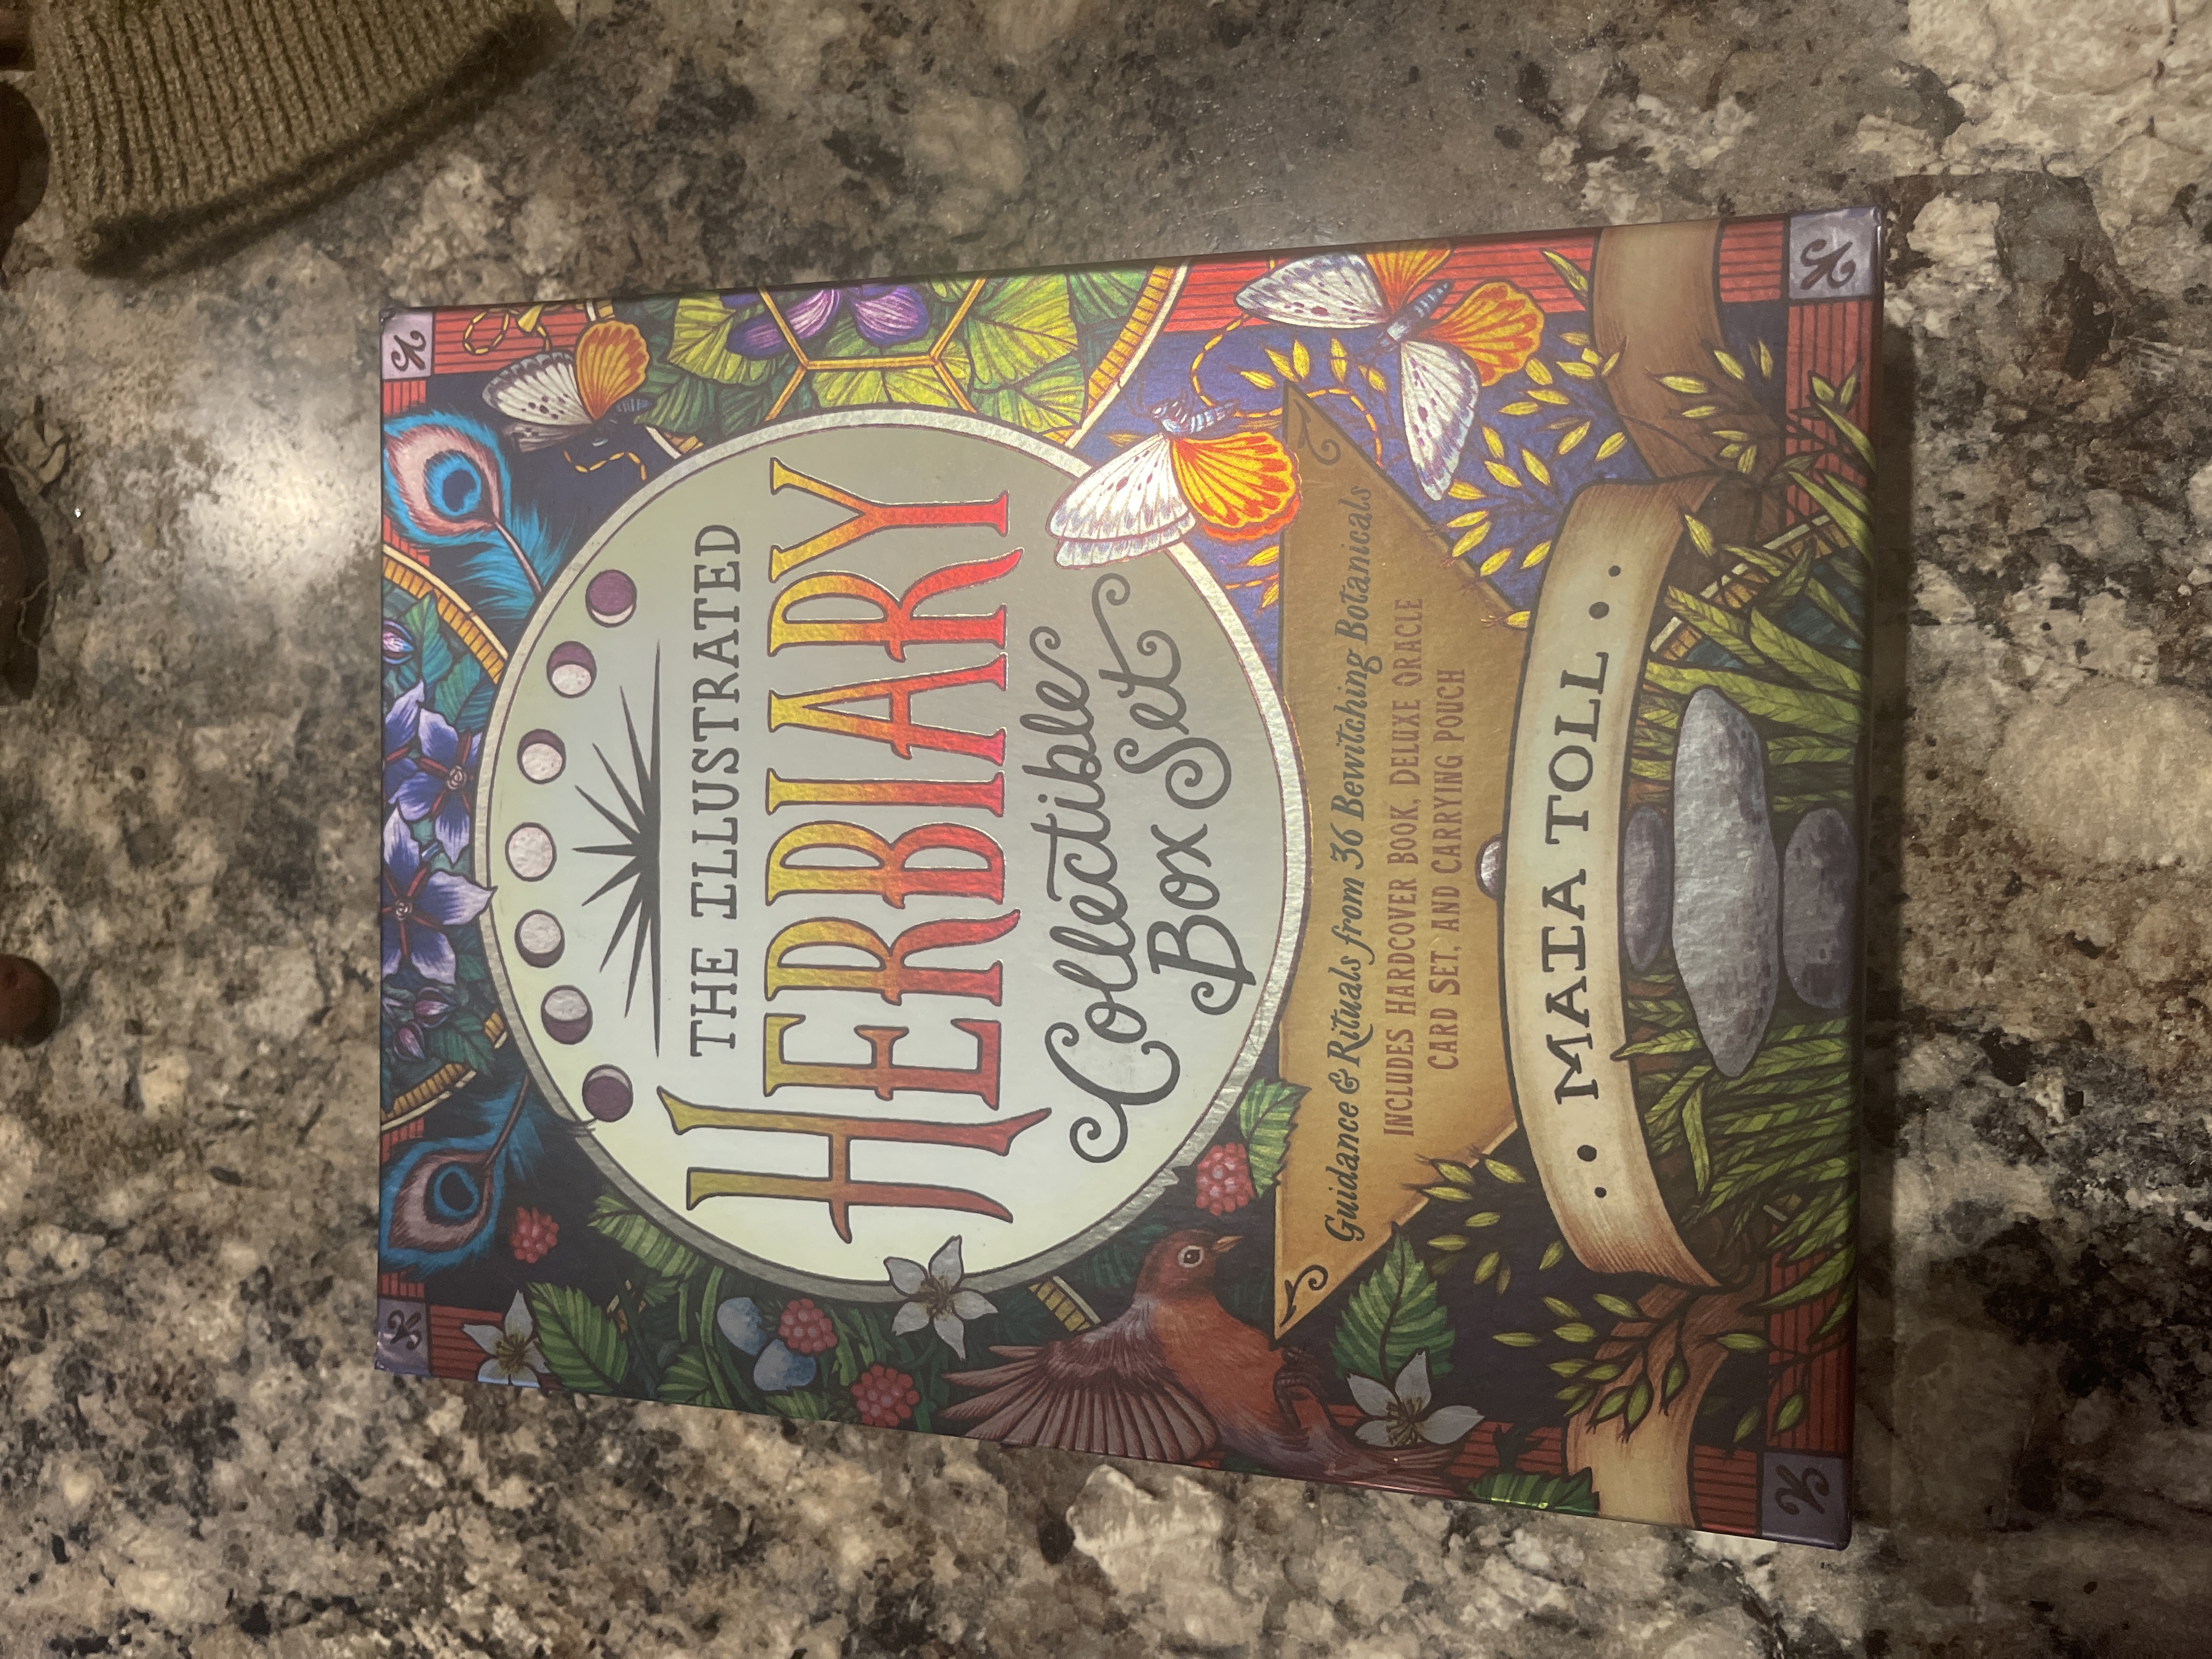 THE ILLUSTRATED
HERBIARY
Collectible
Box Set
Guidance & Rituals from 36 Bewitching Botanicals
INCLUDES HARDCOVER BOOK, DELUXE ORACLE
CARD SET, AND CARRYING POUCH
MAIA TOLL